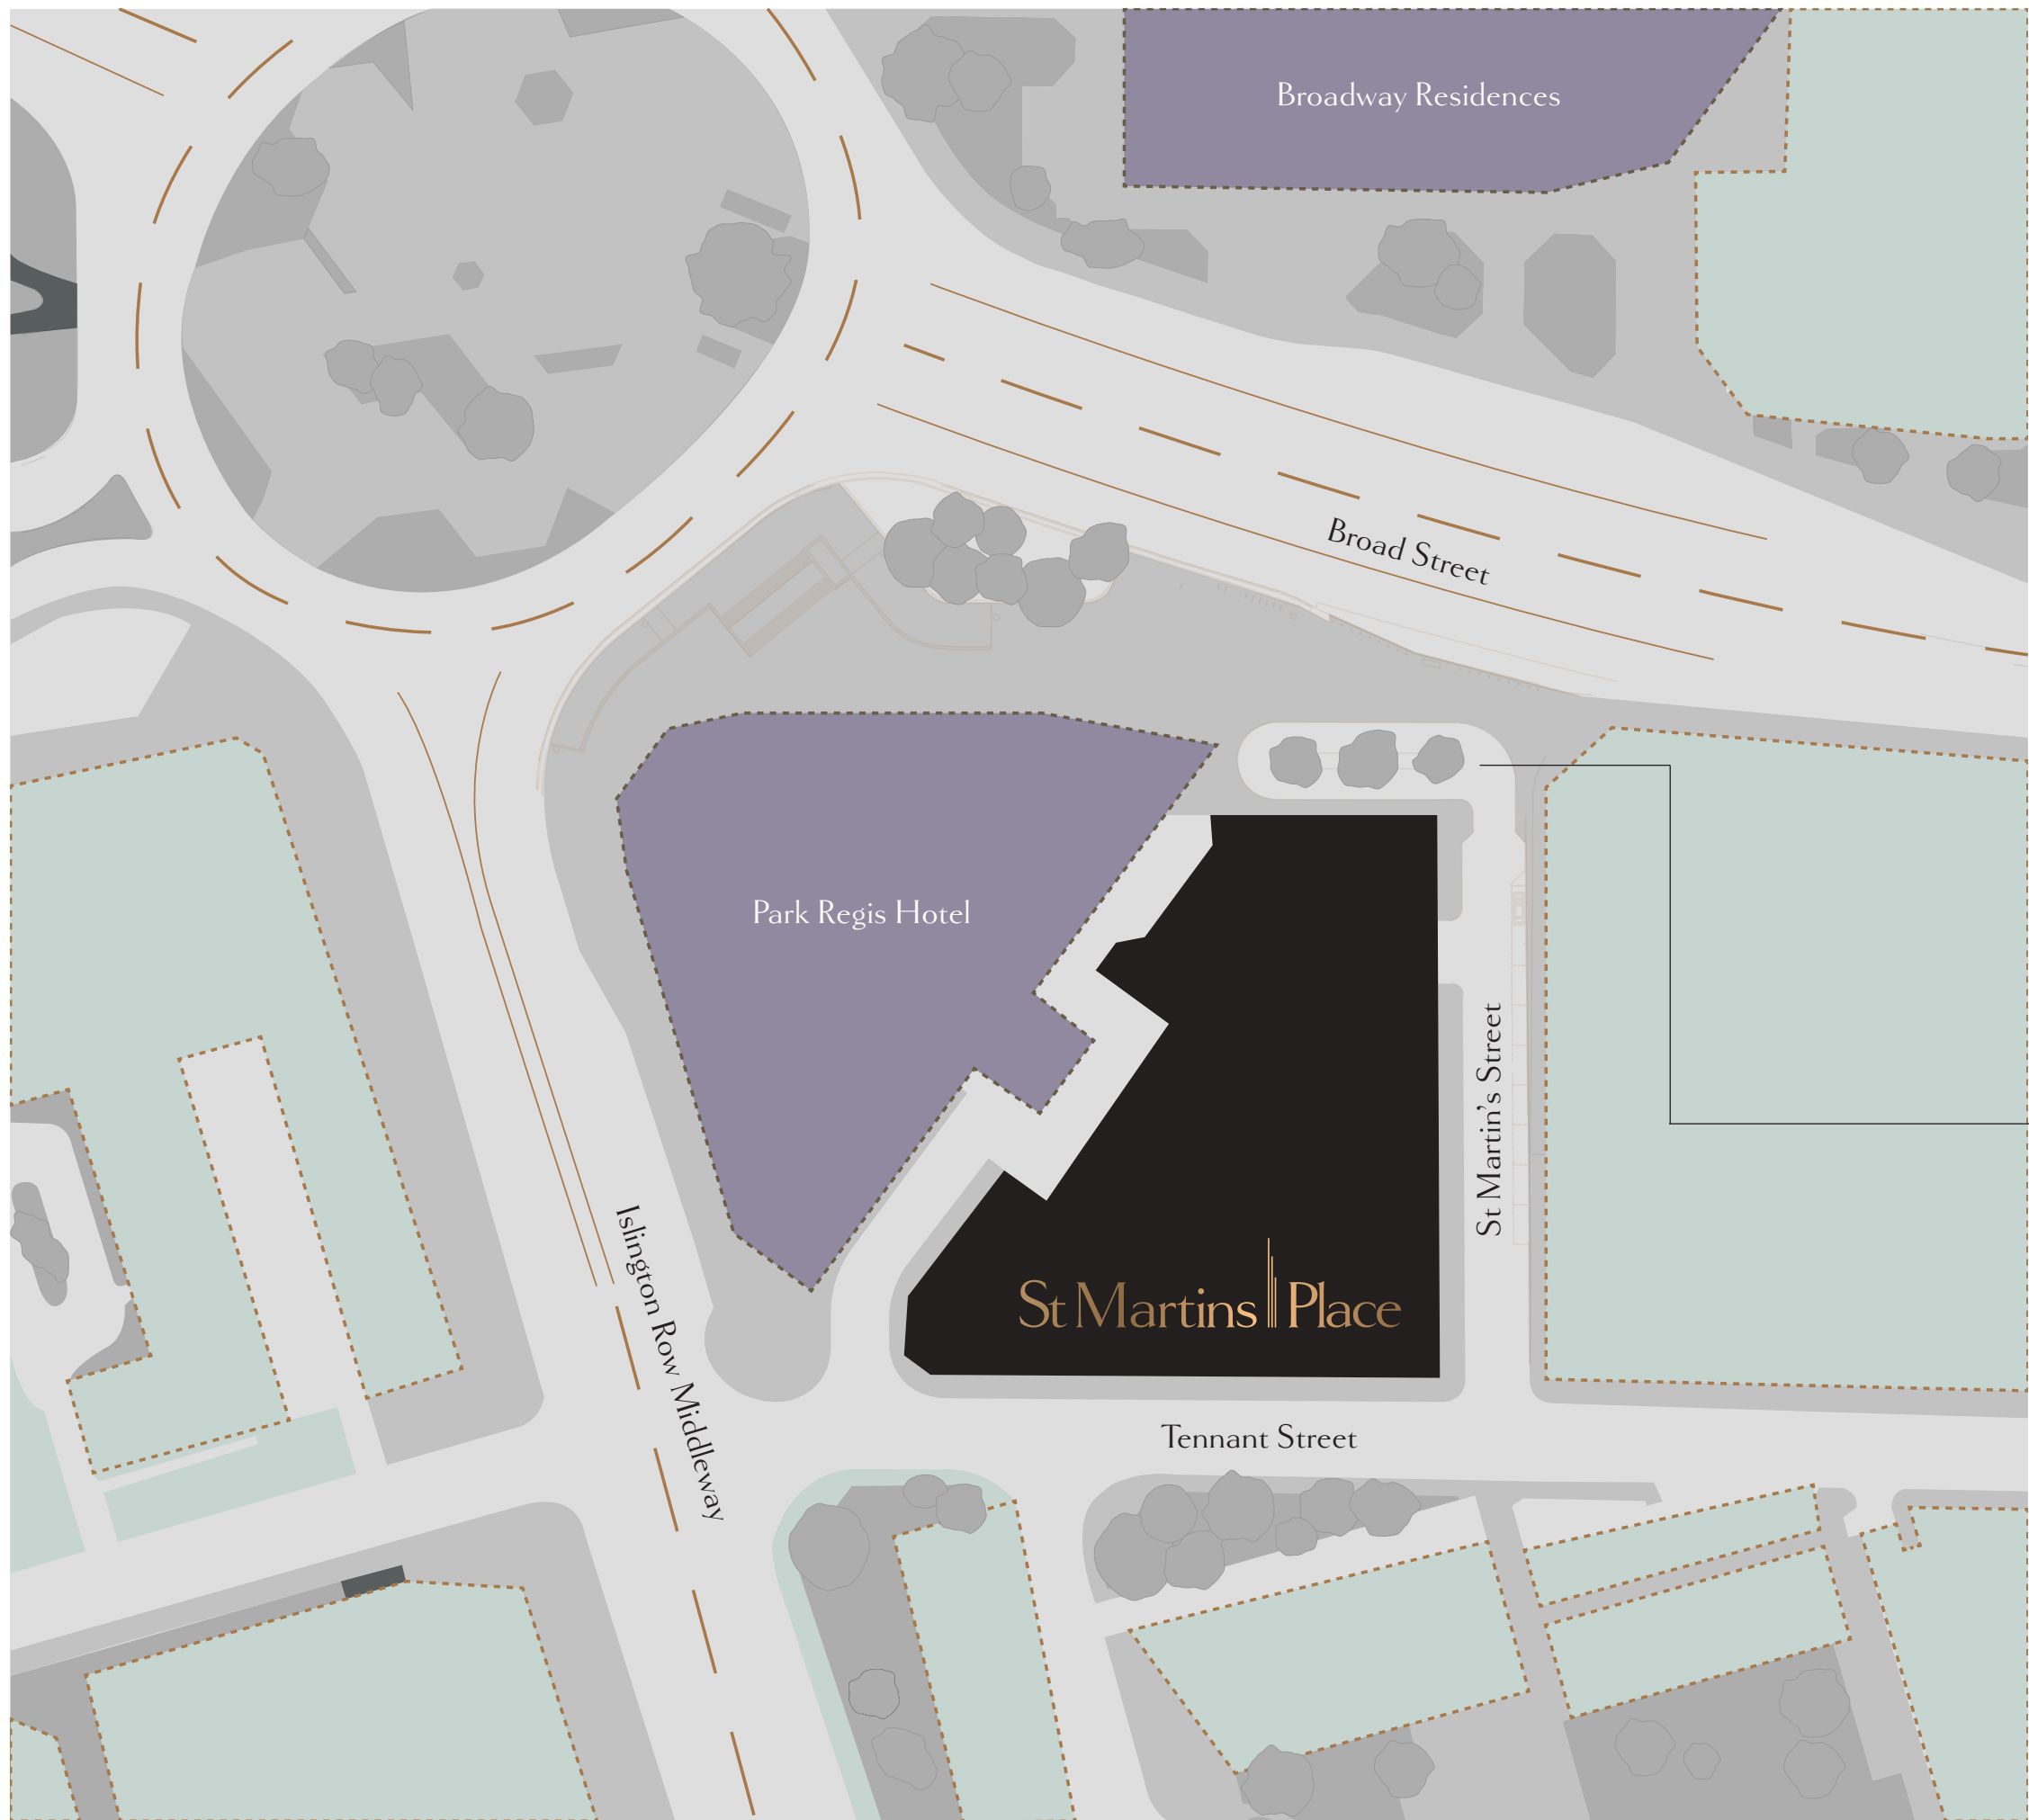 Broadway Residences
Broad Street
Park Regis Hotel
St Martin's Street
Islington Row Middleway
St Martins Place
Tennant Street